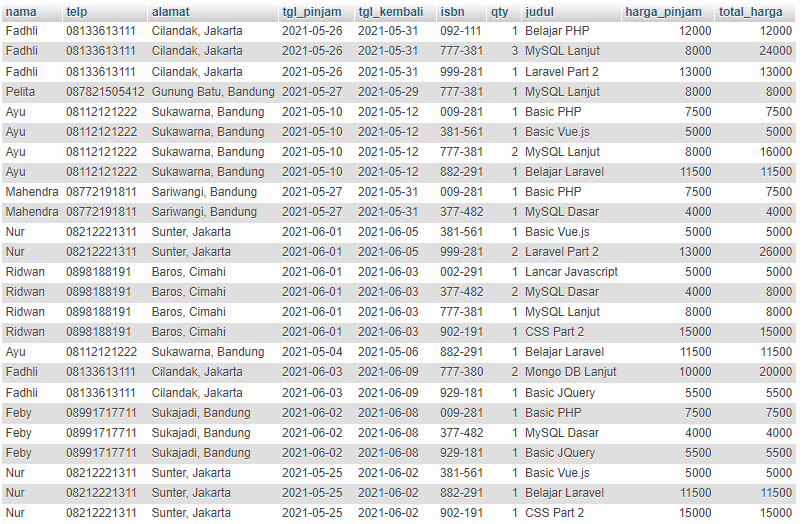 nama telp alamat tgl_pinjam tgl_kembali isbn qty judul harga_pinjam total_harga
Fadhli 08133613111 Cilandak, Jakarta 2021-05-26 2021-05-31 092-111 1 Belajar PHP 12000 12000
Fadhli 08133613111 Cilandak, Jakarta 2021-05-26 2021-05-31 777-381 3 MySQL Lanjut 8000 24000
Fadhli 08133613111 Cilandak, Jakarta 2021-05-26 2021-05-31 999-281 1 Laravel Part 2 13000 13000
Pelita 087821505412 Gunung Batu, Bandung 2021-05-27 2021-05-29 777-381 1 MySQL Lanjut 8000 8000
Ayu 08112121222 Sukawarna, Bandung 2021-05-10 2021-05-12 009-281 1 Basic PHP 7500 7500
Ayu 08112121222 Sukawarna, Bandung 2021-05-10 2021-05-12 381-561 1 Basic Vue.js 5000 5000
Ayu 08112121222 Sukawarna, Bandung 2021-05-10 2021-05-12 777-381 2 MySQL Lanjut 8000 16000
Ayu 08112121222 Sukawarna, Bandung 2021-05-10 2021-05-12 882-291 1 Belajar Laravel 11500 11500
Mahendra 08772191811 Sariwangi, Bandung 2021-05-27 2021-05-31 009-281 1 Basic PHP 7500 7500
Mahendra 08772191811 Sariwangi, Bandung 2021-05-27 2021-05-31 377-482 1 MySQL Dasar 4000 4000
Nur 08212221311 Sunter, Jakarta 2021-06-01 2021-06-05 381-561 1 Basic Vue.js 5000 5000
Nur 08212221311 Sunter, Jakarta 2021-06-01 2021-06-05 999-281 2 Laravel Part 2 13000 26000
Ridwan 0898188191 Baros, Cimahi 2021-06-01 2021-06-03 002-291 1 Lancar Javascript 5000 5000
Ridwan 0898188191 Baros, Cimahi 2021-06-01 2021-06-03 377-482 2 MySQL Dasar 4000 8000
Ridwan 0898188191 Baros, Cimahi 2021-06-01 2021-06-03 777-381 1 MySQL Lanjut 8000 8000
Ridwan 0898188191 Baros, Cimahi 2021-06-01 2021-06-03 902-191 1 CSS Part 2 15000 15000
Ayu 08112121222 Sukawarna, Bandung 2021-05-04 2021-05-06 882-291 1 Belajar Laravel 11500 11500
Fadhli 08133613111 Cilandak, Jakarta 2021-06-03 2021-06-09 777-380 2 Mongo DB Lanjut 10000 20000
Fadhli 08133613111 Cilandak, Jakarta 2021-06-03 2021-06-09 929-181 1 Basic JQuery 5500 5500
Feby 08991717711 Sukajadi, Bandung 2021-06-02 2021-06-08 009-281 1 Basic PHP 7500 7500
Feby 08991717711 Sukajadi, Bandung 2021-06-02 2021-06-08 377-482 1 MySQL Dasar 4000 4000
Feby 08991717711 Sukajadi, Bandung 2021-06-02 2021-06-08 929-181 1 Basic JQuery 5500 5500
Nur 08212221311 Sunter, Jakarta 2021-05-25 2021-06-02 381-561 1 Basic Vue.js 5000 5000
Nur 08212221311 Sunter, Jakarta 2021-05-25 2021-06-02 882-291 1 Belajar Laravel 11500 11500
Nur 08212221311 Sunter, Jakarta 2021-05-25 2021-06-02 902-191 1 CSS Part 2 15000 15000